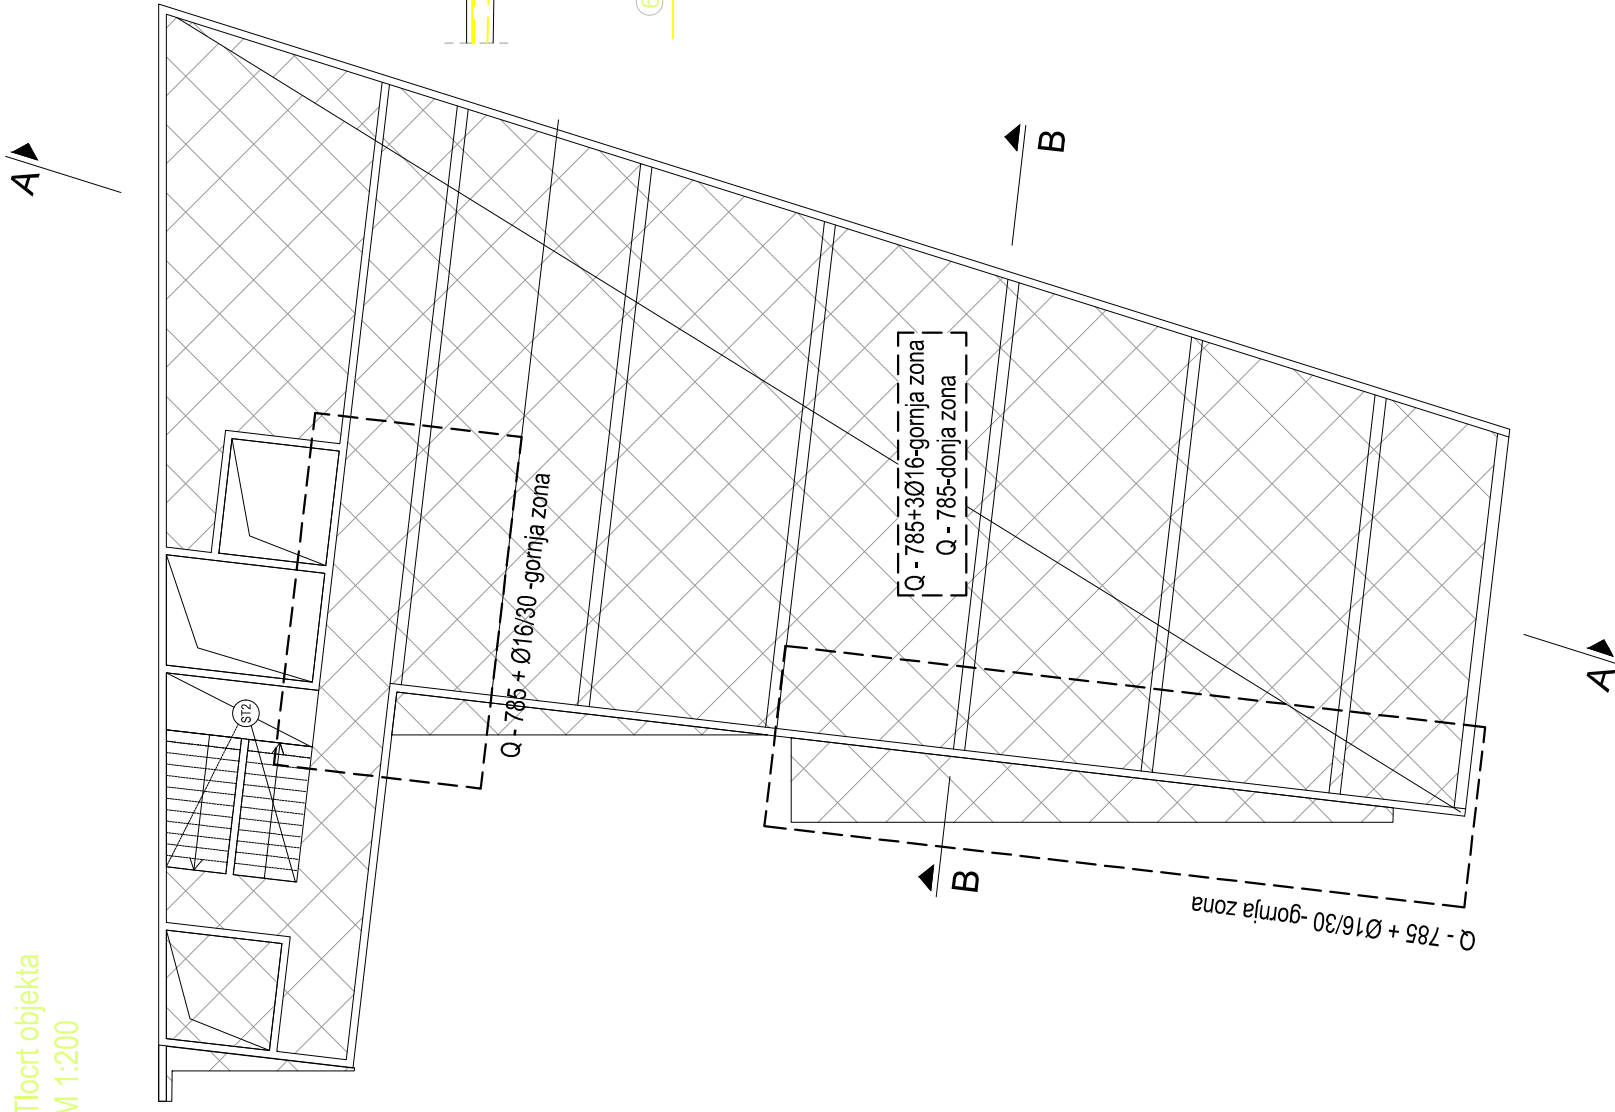 Tlocrt objekta
M 1:200
A
6
B
Q - 785+3Ø16-gornja zona
Q - 785-donja zona
Q - 785 + Ø16/30 -gornja zona
ST2
A
B
Q - 785 + Ø16/30 -gornja zona